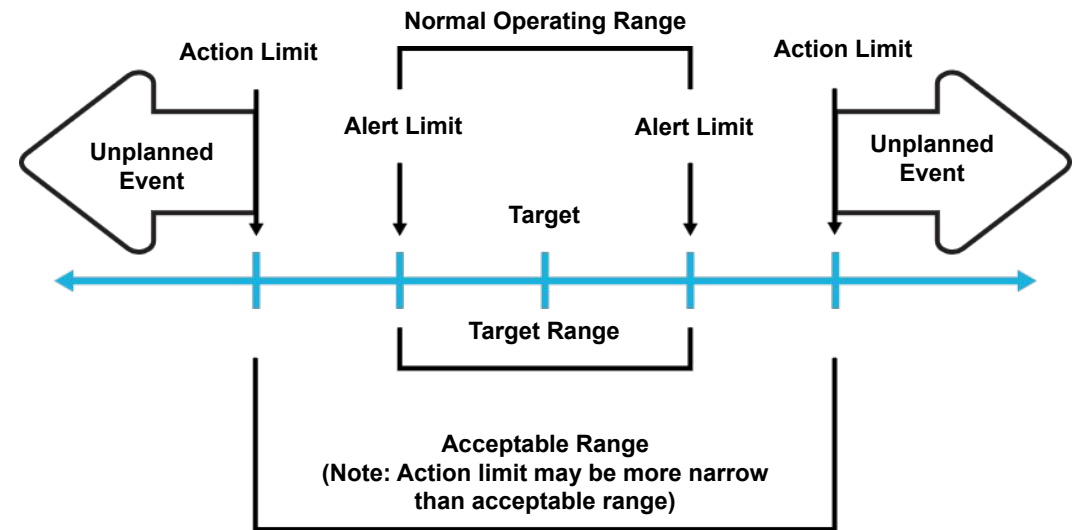 Normal Operating Range
Action Limit
Action Limit
Alert Limit
Alert Limit
Unplanned
Event
Unplanned
Event
Target
Target Range
Acceptable Range
(Note: Action limit may be more narrow
than acceptable range)